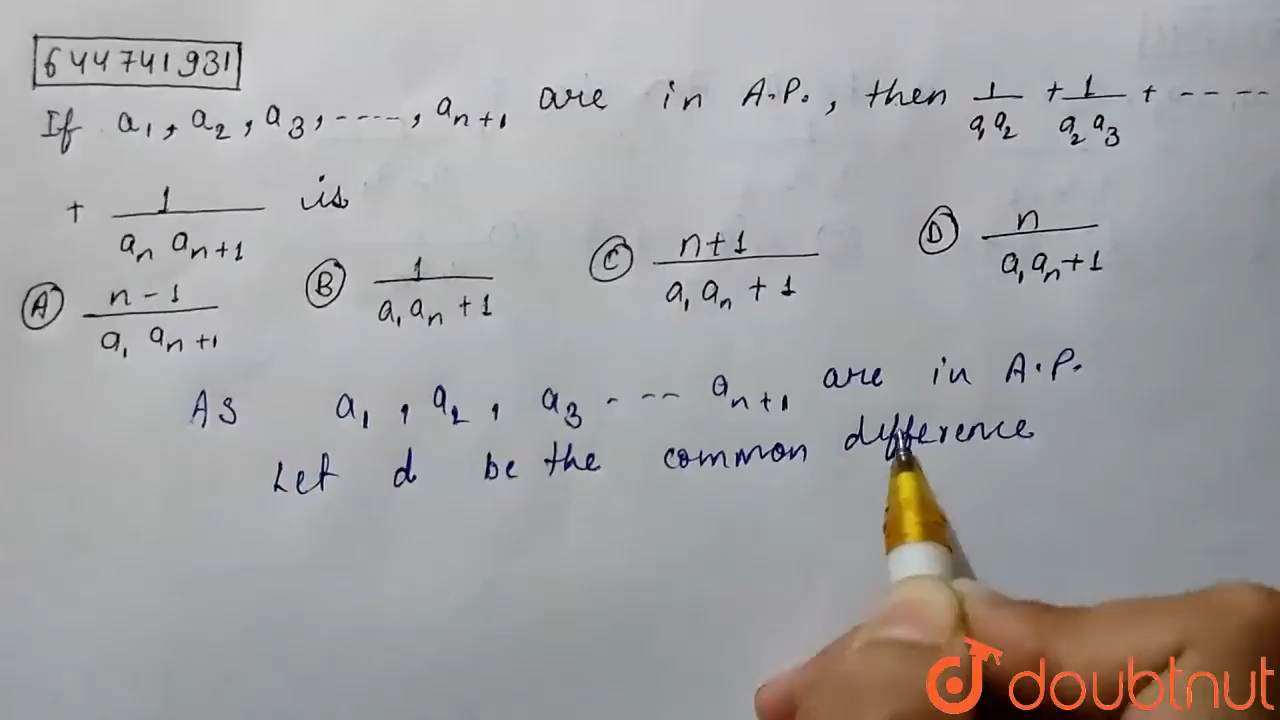 644741931
If a₁, a₂, a₃, ----, aₙ₊₁ are in A.P., then 1/a₁a₂ + 1/a₂a₃ + ----
+ 1/aₙ aₙ₊₁ is
Ⓐ n-1/a₁ aₙ₊₁ Ⓑ 1/a₁aₙ+1 Ⓒ n+1/a₁aₙ+1 Ⓓ n/a₁aₙ+1
As a₁, a₂, a₃ ---- aₙ₊₁ are in A.P.
Let d be the common difference
doubtnut